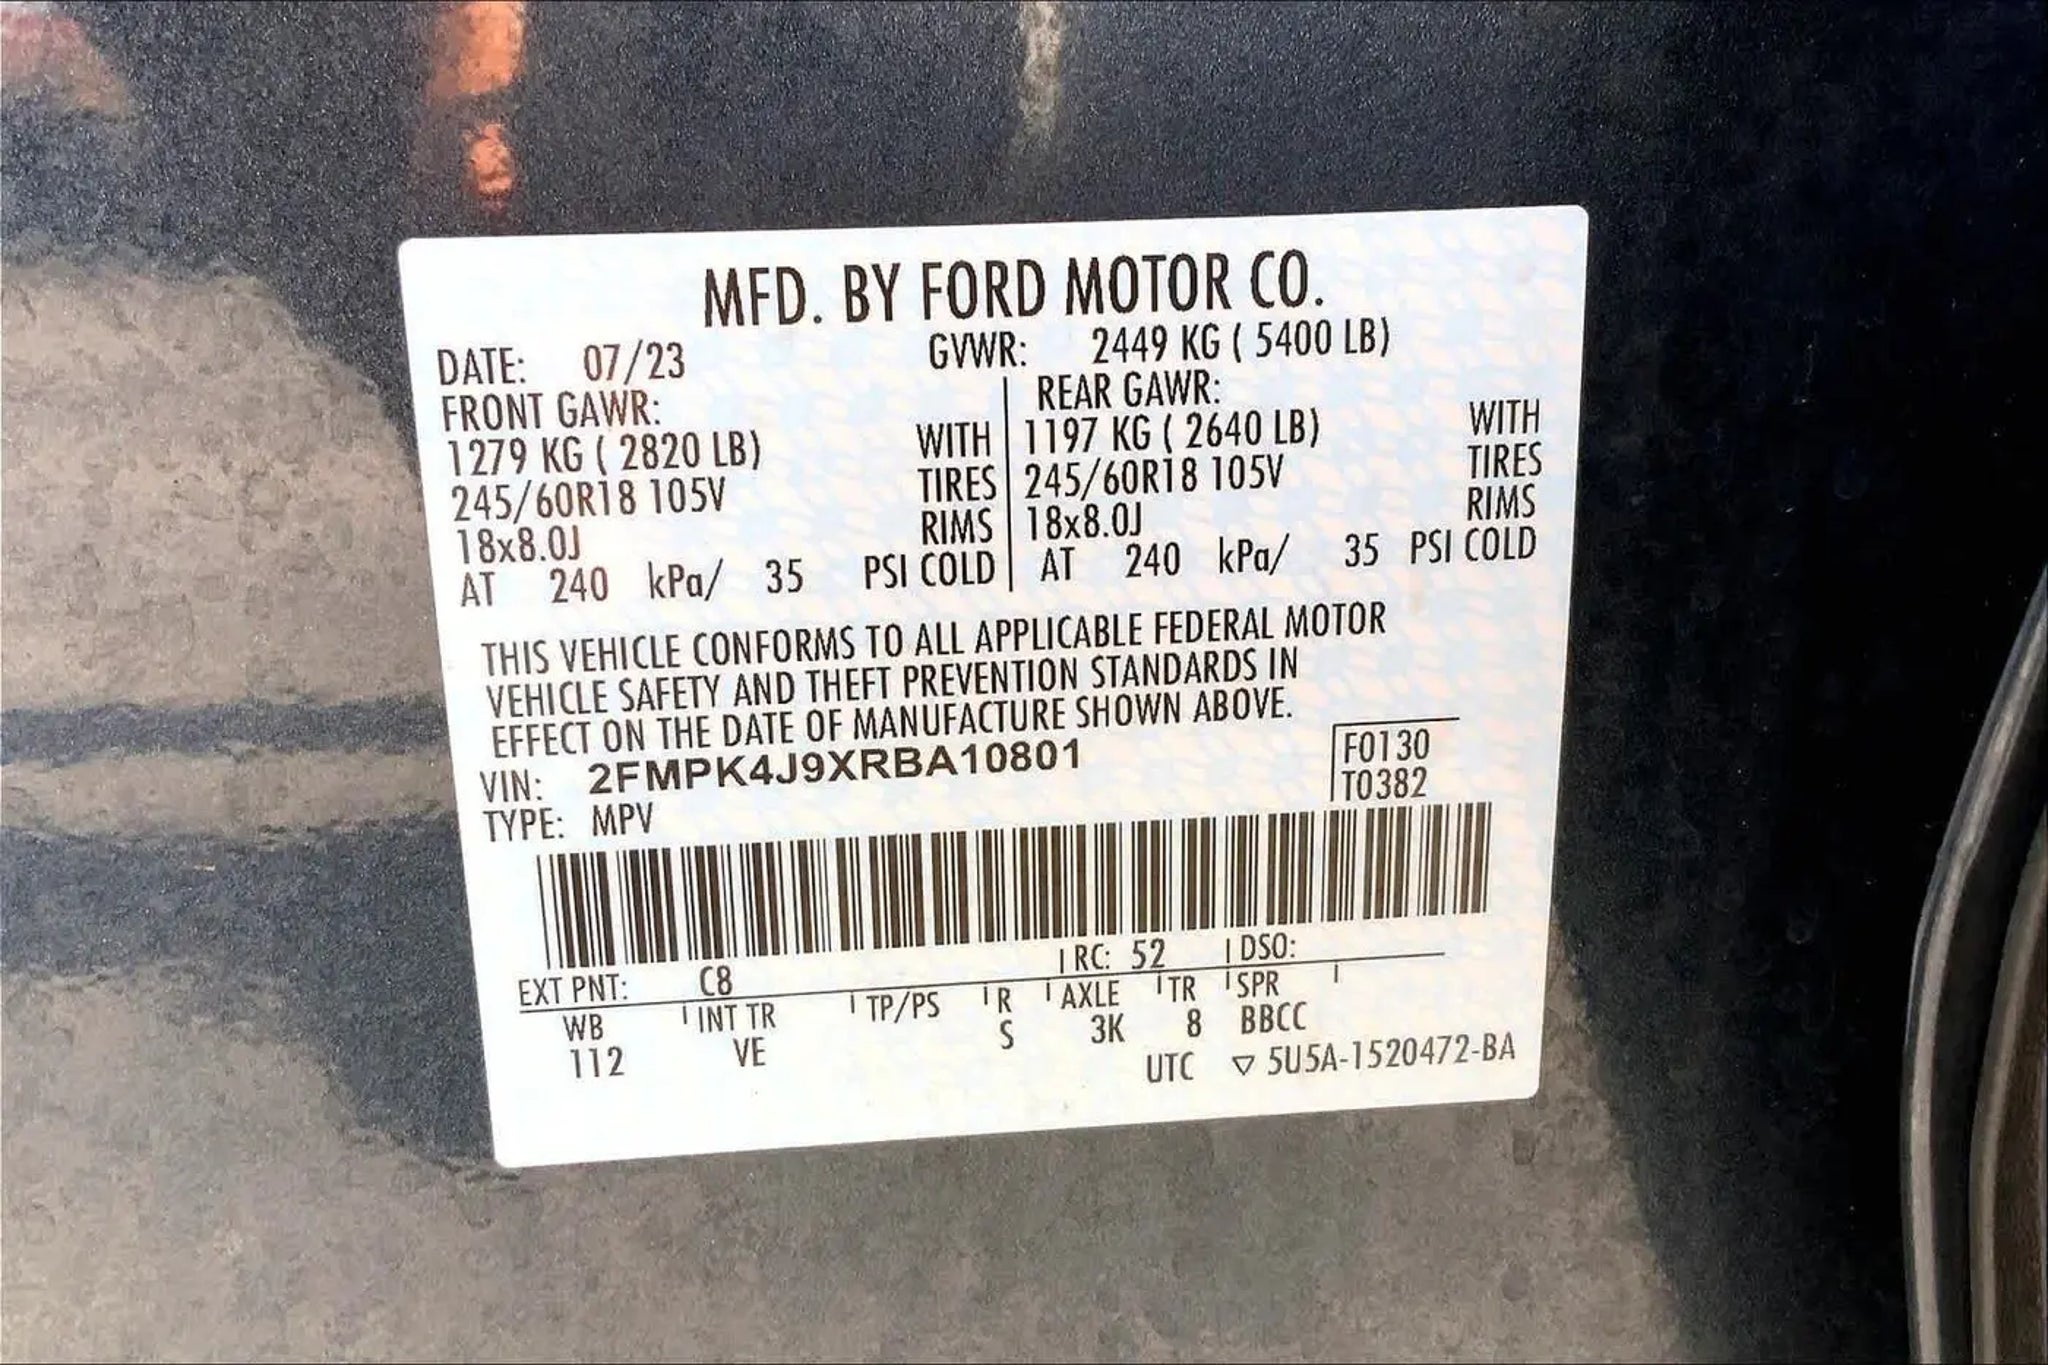 MFD. BY FORD MOTOR CO.
DATE: 07/23 GVWR: 2449 KG ( 5400 LB)
FRONT GAWR: REAR GAWR:
1279 KG ( 2820 LB) WITH 1197 KG ( 2640 LB) WITH
245/60R18 105V TIRES 245/60R18 105V TIRES
18x8.0J RIMS 18x8.0J RIMS
AT 240 kPa/ 35 PSI COLD AT 240 kPa/ 35 PSI COLD
THIS VEHICLE CONFORMS TO ALL APPLICABLE FEDERAL MOTOR
VEHICLE SAFETY AND THEFT PREVENTION STANDARDS IN
EFFECT ON THE DATE OF MANUFACTURE SHOWN ABOVE.
VIN: 2FMPK4J9XRBA10801 F0130
TYPE: MPV T0382
EXT PNT: C8 RC: 52 DSO:
WB INT TR TP/PS R AXLE TR SPR
112 VE S 3K 8 BBCC
UTC ▽ 5U5A-1520472-BA